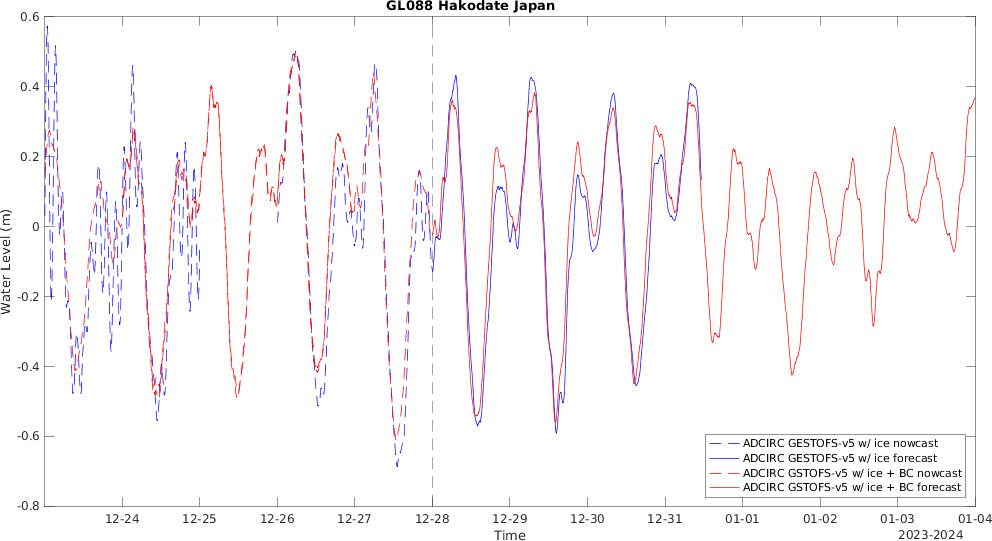 GL088 Hakodate Japan
0.6
0.4
0.2
0
-0.2
-0.4
-0.6
-0.8
Water Level (m)
12-24 12-25 12-26 12-27 12-28 12-29 12-30 12-31 01-01 01-02 01-03 01-04
Time
2023-2024
ADCIRC GESTOFS-v5 w/ ice nowcast
ADCIRC GESTOFS-v5 w/ ice forecast
ADCIRC GSTOFS-v5 w/ ice + BC nowcast
ADCIRC GSTOFS-v5 w/ ice + BC forecast